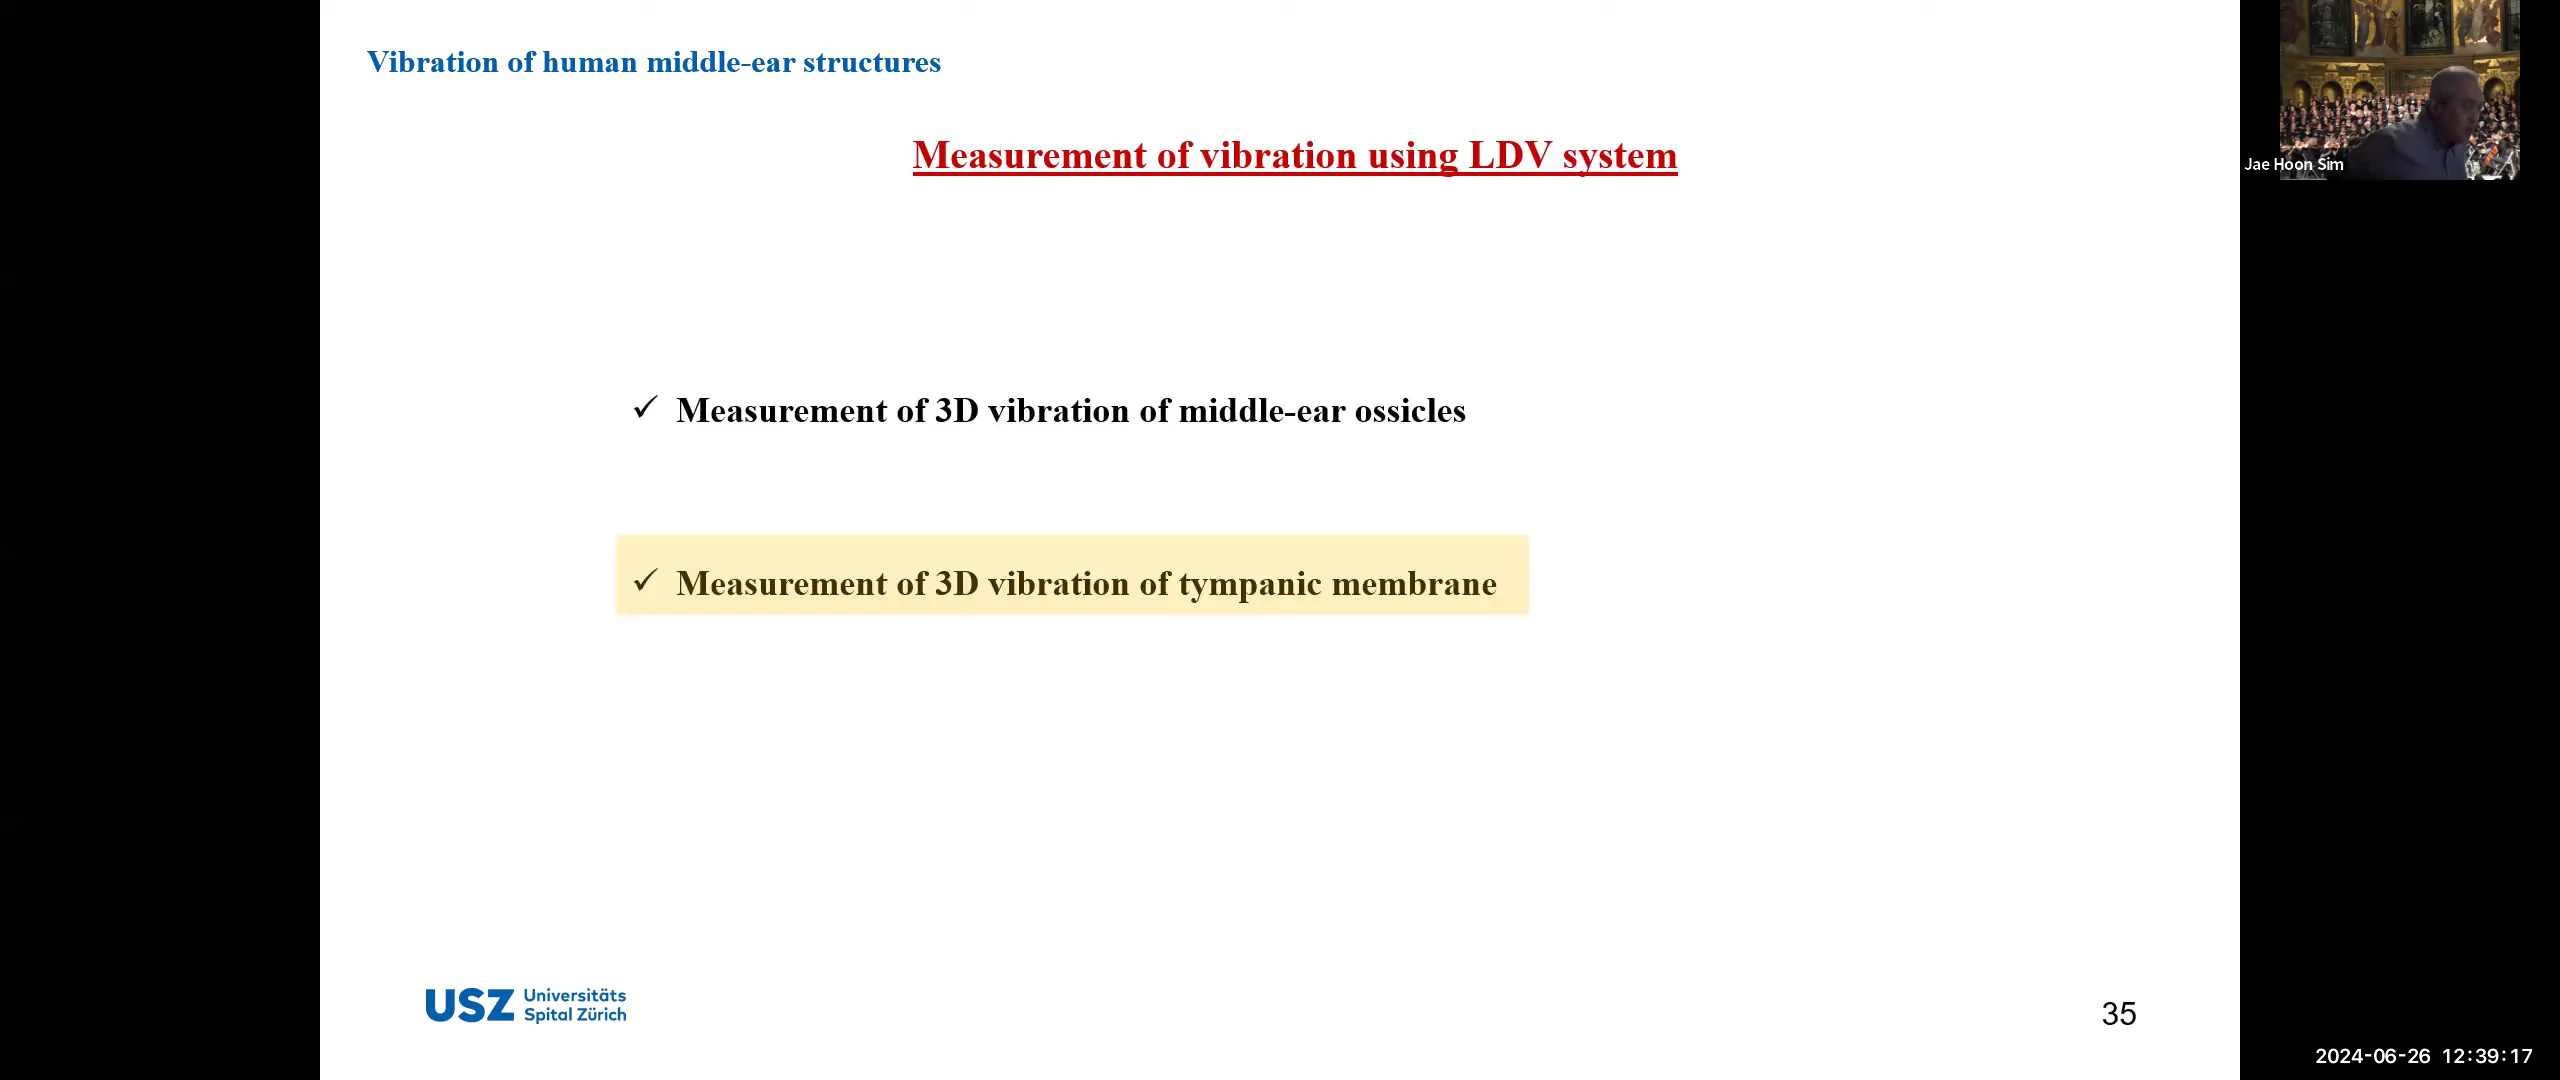 Vibration of human middle-ear structures
Measurement of vibration using LDV system
✓ Measurement of 3D vibration of middle-ear ossicles
✓ Measurement of 3D vibration of tympanic membrane
USZ Universitäts
Spital Zürich
35
Jae Hoon Sim
2024-06-26 12:39:17